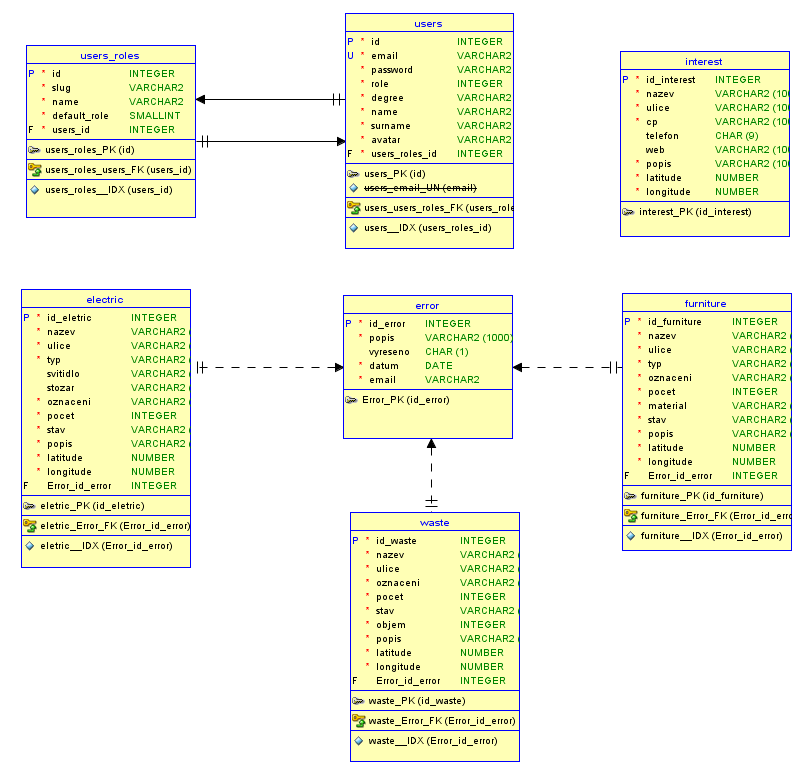 users_roles
P * id INTEGER
* slug VARCHAR2
* name VARCHAR2
* default_role SMALLINT
F * users_id INTEGER
users_roles_PK (id)
users_roles_users_FK (users_id)
users_roles__IDX (users_id)
users
P * id INTEGER
U * email VARCHAR2
* password VARCHAR2
* role INTEGER
* degree VARCHAR2
* name VARCHAR2
* surname VARCHAR2
* avatar VARCHAR2
F * users_roles_id INTEGER
users_PK (id)
users_email_UN (email)
users_users_roles_FK (users_role
users__IDX (users_roles_id)
interest
P * id_interest INTEGER
* nazev VARCHAR2 (100
* ulice VARCHAR2 (100
* cp VARCHAR2 (100
telefon CHAR (9)
web VARCHAR2 (100
* popis VARCHAR2 (100
* latitude NUMBER
* longitude NUMBER
interest_PK (id_interest)
electric
P * id_eletric INTEGER
* nazev VARCHAR2 (
* ulice VARCHAR2 (
* typ VARCHAR2 (
svitidlo VARCHAR2 (
stozar VARCHAR2 (
* oznaceni VARCHAR2 (
* pocet INTEGER
* stav VARCHAR2 (
* popis VARCHAR2 (
* latitude NUMBER
* longitude NUMBER
F Error_id_error INTEGER
eletric_PK (id_eletric)
eletric_Error_FK (Error_id_error)
eletric__IDX (Error_id_error)
error
P * id_error INTEGER
* popis VARCHAR2 (1000)
vyreseno CHAR (1)
* datum DATE
* email VARCHAR2
Error_PK (id_error)
furniture
P * id_furniture INTEGER
* nazev VARCHAR2 (
* ulice VARCHAR2 (
* typ VARCHAR2 (
* oznaceni VARCHAR2 (
* pocet INTEGER
* material VARCHAR2 (
* stav VARCHAR2 (
* popis VARCHAR2 (
* latitude NUMBER
* longitude NUMBER
F Error_id_error INTEGER
furniture_PK (id_furniture)
furniture_Error_FK (Error_id_erro
furniture__IDX (Error_id_error)
waste
P * id_waste INTEGER
* nazev VARCHAR2 (
* ulice VARCHAR2 (
* oznaceni VARCHAR2 (
* pocet INTEGER
* stav VARCHAR2 (
* objem INTEGER
* popis VARCHAR2 (
* latitude NUMBER
* longitude NUMBER
F Error_id_error INTEGER
waste_PK (id_waste)
waste_Error_FK (Error_id_error)
waste__IDX (Error_id_error)